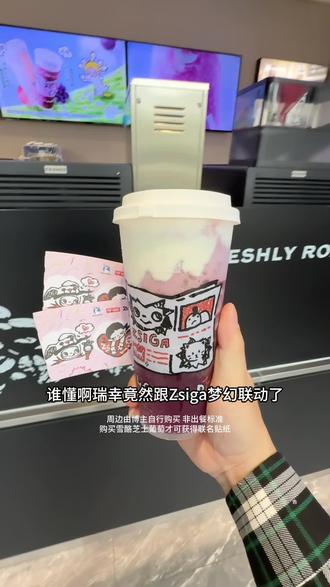 ESHLY RO
ZSIGA
谁懂啊瑞幸竟然跟Zsiga梦幻联动了
周边由博主自行购买 非出餐标准
购买雪酪芝士葡萄才可获得联名贴纸